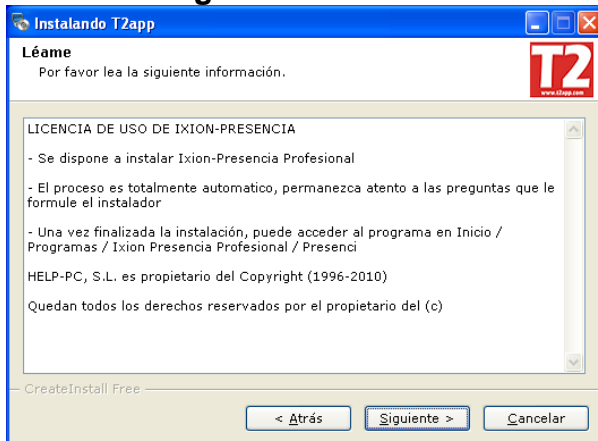 Instalando T2app
Léame
Por favor lea la siguiente información.
T2
www.t2app.com
LICENCIA DE USO DE IXION-PRESENCIA
- Se dispone a instalar Ixion-Presencia Profesional
- El proceso es totalmente automatico, permanezca atento a las preguntas que le
formule el instalador
- Una vez finalizada la instalación, puede acceder al programa en Inicio /
Programas / Ixion Presencia Profesional / Presenci
HELP-PC, S.L. es propietario del Copyright (1996-2010)
Quedan todos los derechos reservados por el propietario del (c)
CreateInstall Free
< Atrás
Siguiente >
Cancelar